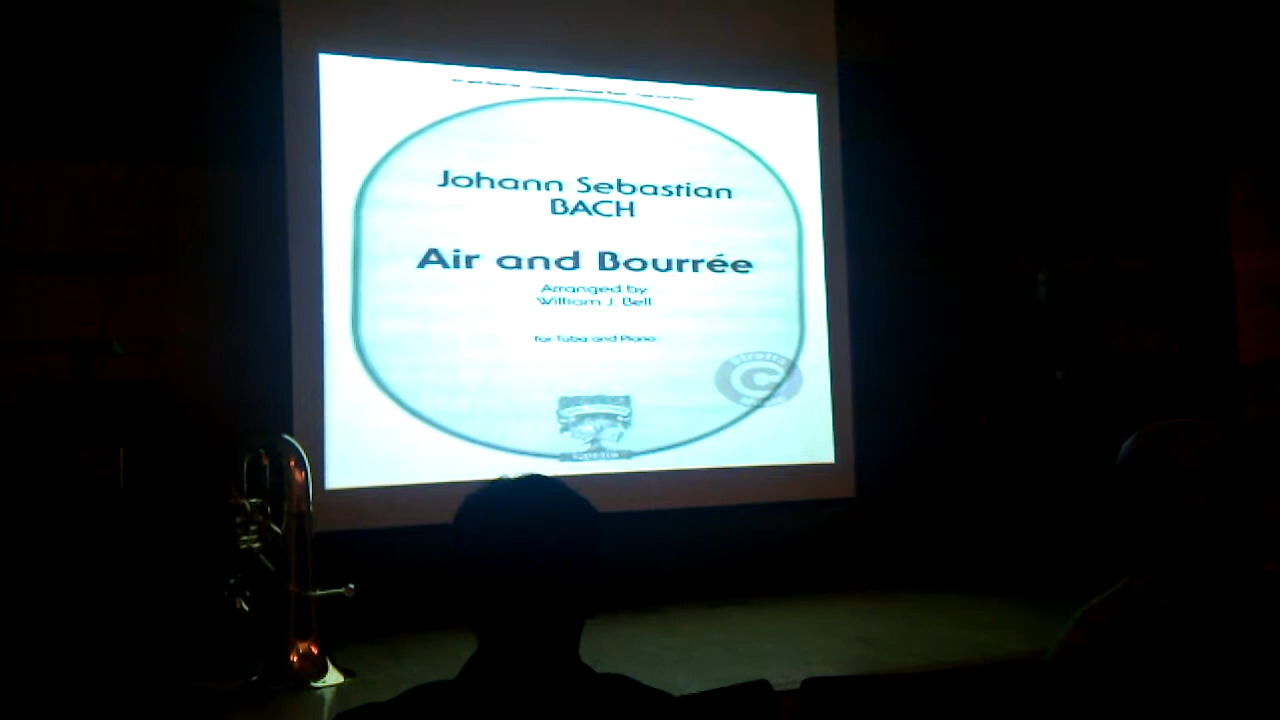 Johann Sebastian
BACH
Air and Bourrée
Arranged by
William J. Bell
for Tuba and Piano
C